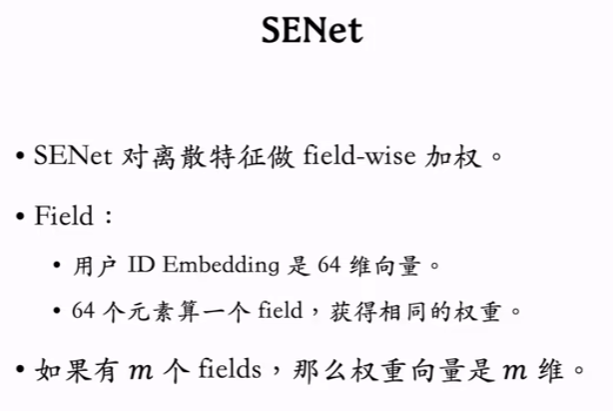 SENet
• SENet 对离散特征做 field-wise 加权。
• Field：
• 用户 ID Embedding 是 64 维向量。
• 64 个元素算一个 field，获得相同的权重。
• 如果有 m 个 fields，那么权重向量是 m 维。